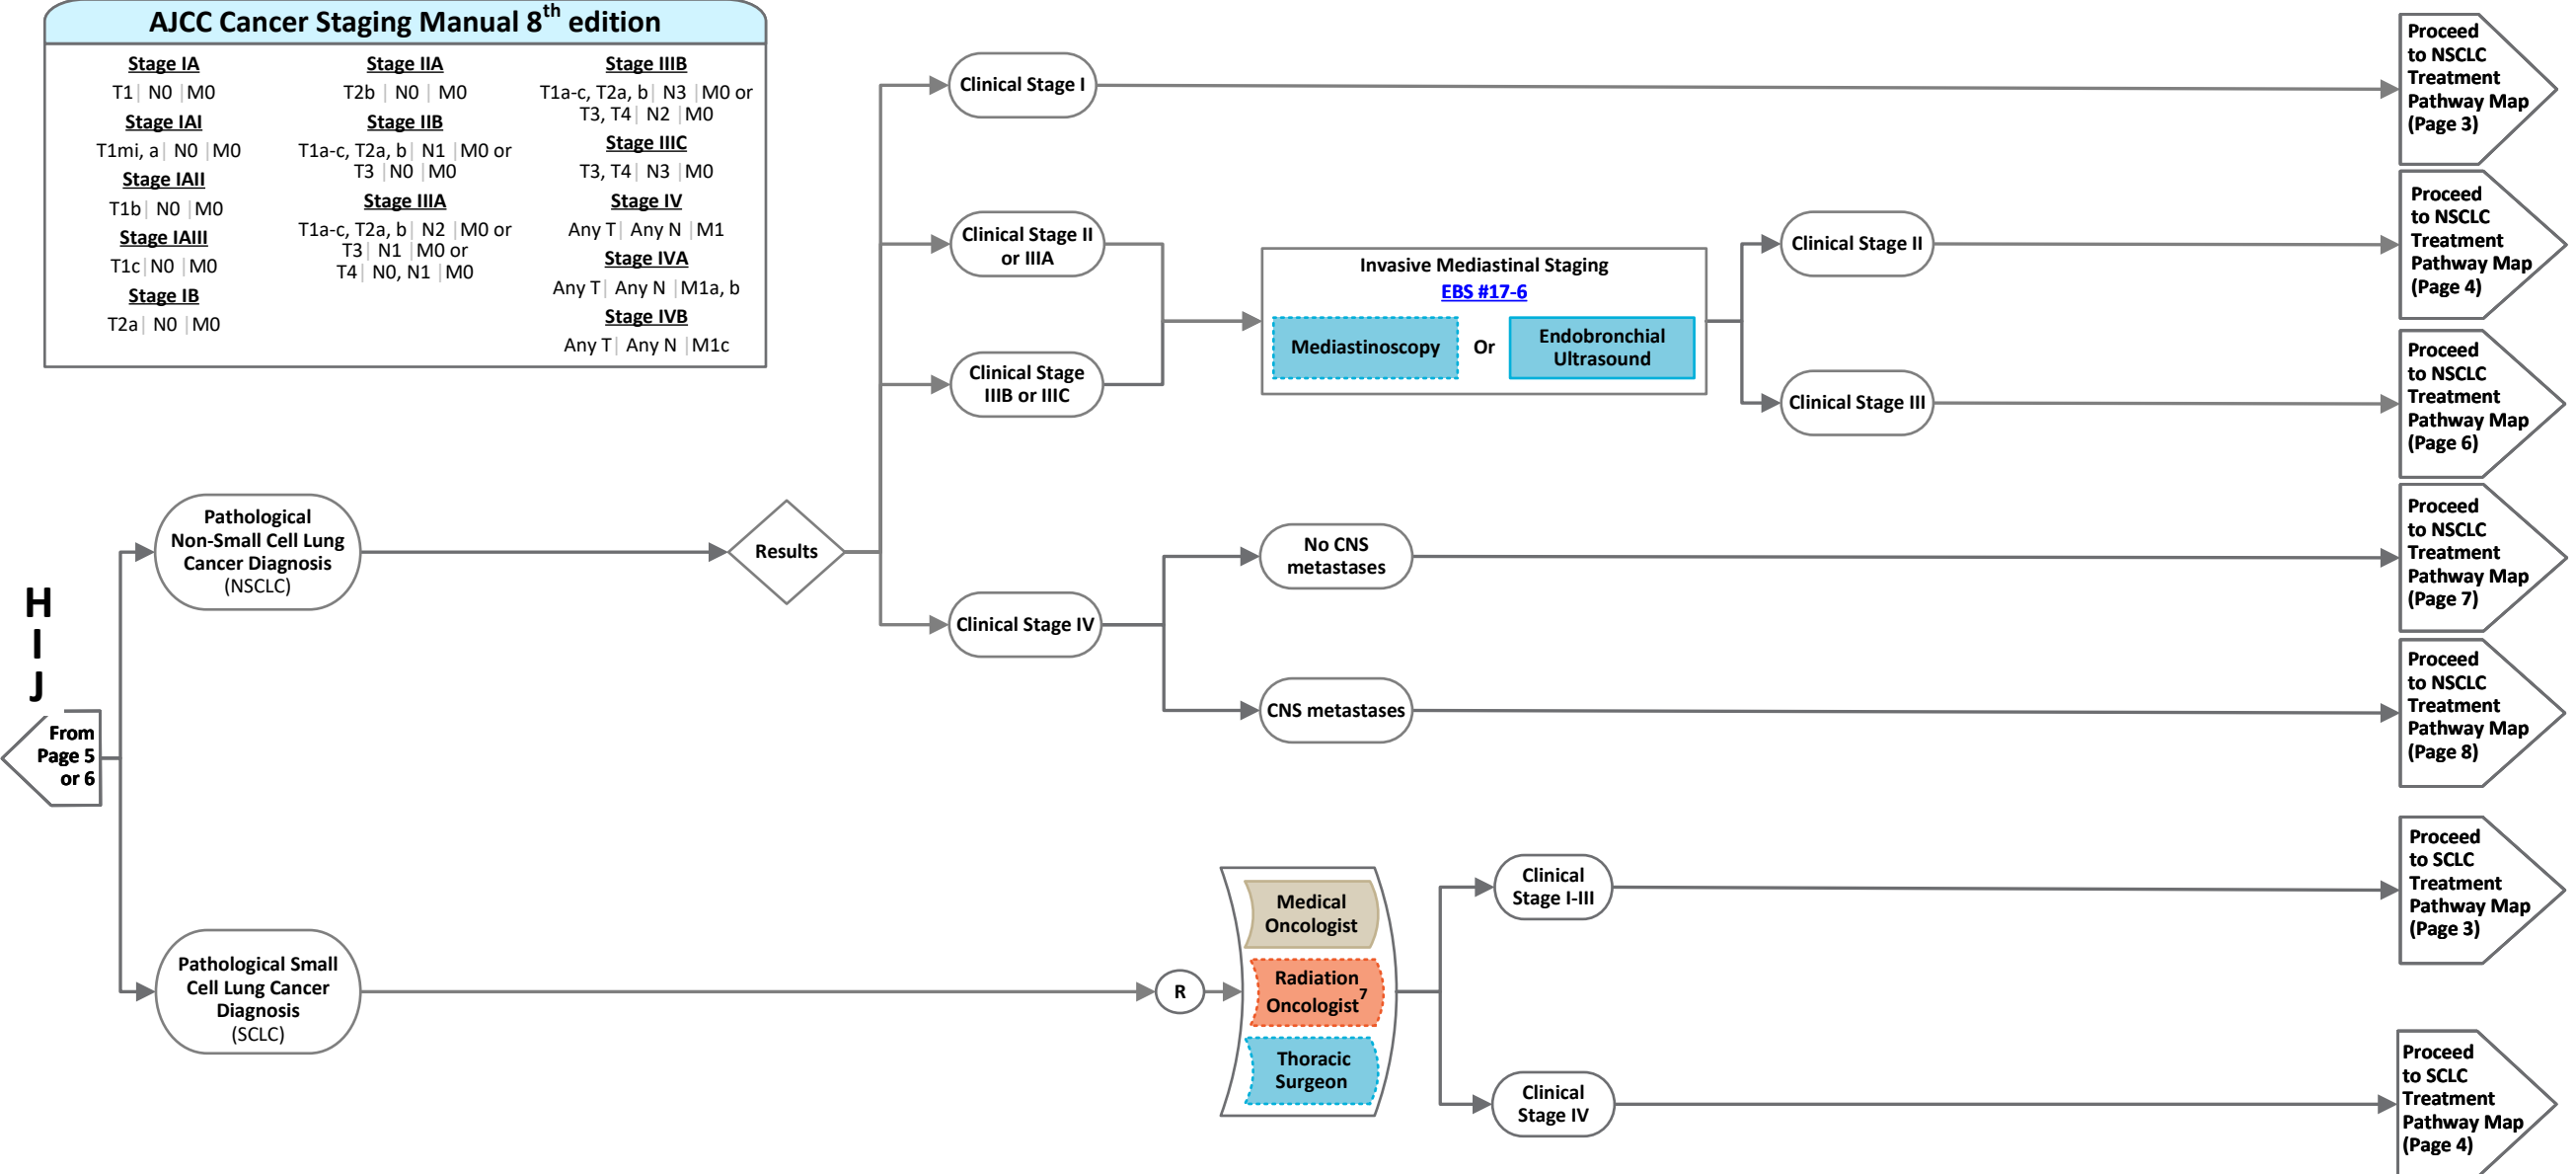 AJCC Cancer Staging Manual 8th edition
Stage IA
T1| N0 |M0
Stage IAI
T1mi, a| N0 |M0
Stage IAII
T1b| N0 |M0
Stage IAIII
T1c|N0 |M0
Stage IB
T2a| N0 |M0
Stage IIA
T2b | N0 | M0
Stage IIB
T1a-c, T2a, b| N1 |M0 or
T3 |N0 |M0
Stage IIIA
T1a-c, T2a, b| N2 |M0 or
T3| N1 |M0 or
T4| N0, N1 |M0
Stage IIIB
T1a-c, T2a, b| N3 |M0 or
T3, T4| N2 |M0
Stage IIIC
T3, T4| N3 |M0
Stage IV
Any T| Any N |M1
Stage IVA
Any T| Any N |M1a, b
Stage IVB
Any T| Any N |M1c
H
I
J
From
Page 5
or 6
Pathological
Non-Small Cell Lung
Cancer Diagnosis
(NSCLC)
Results
Clinical Stage I
Proceed
to NSCLC
Treatment
Pathway Map
(Page 3)
Clinical Stage II
or IIIA
Clinical Stage
IIIB or IIIC
Invasive Mediastinal Staging
EBS #17-6
Mediastinoscopy
Or
Endobronchial
Ultrasound
Clinical Stage II
Proceed
to NSCLC
Treatment
Pathway Map
(Page 4)
Clinical Stage III
Proceed
to NSCLC
Treatment
Pathway Map
(Page 6)
Clinical Stage IV
No CNS
metastases
Proceed
to NSCLC
Treatment
Pathway Map
(Page 7)
CNS metastases
Proceed
to NSCLC
Treatment
Pathway Map
(Page 8)
Pathological Small
Cell Lung Cancer
Diagnosis
(SCLC)
R
Medical
Oncologist
Radiation
Oncologist7
Thoracic
Surgeon
Clinical
Stage I-III
Proceed
to SCLC
Treatment
Pathway Map
(Page 3)
Clinical
Stage IV
Proceed
to SCLC
Treatment
Pathway Map
(Page 4)